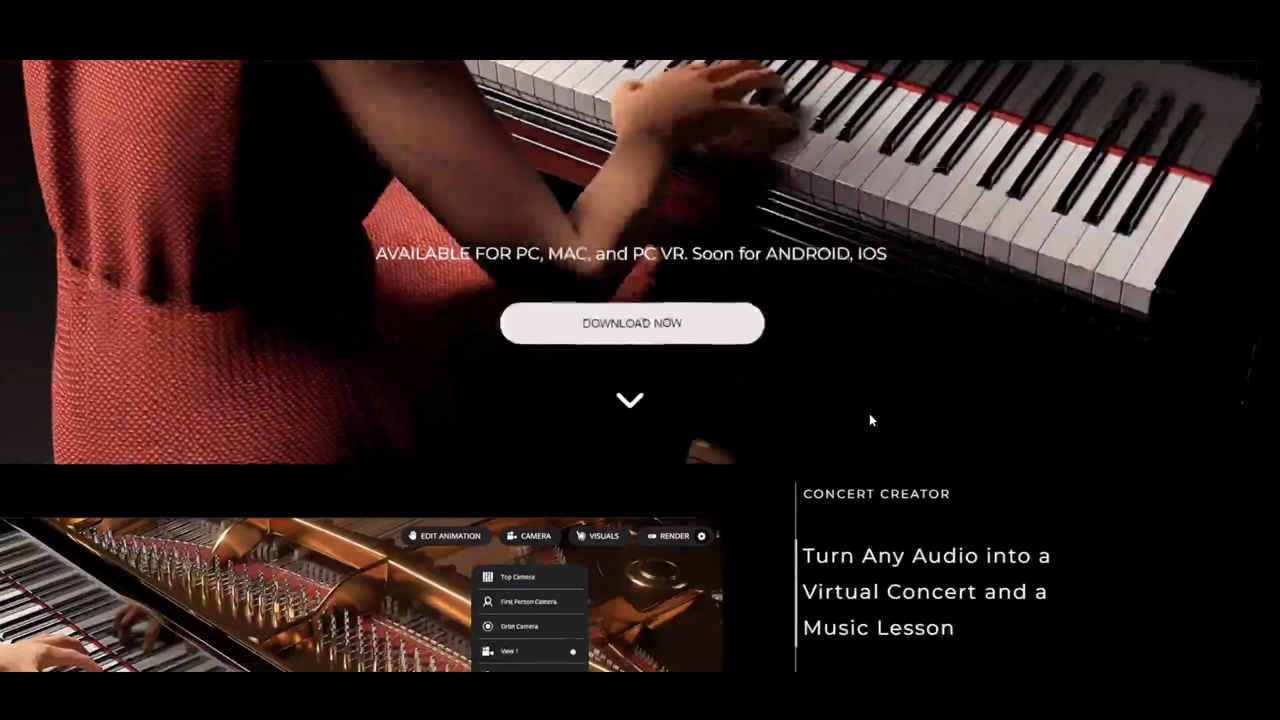 AVAILABLE FOR PC, MAC, and PC VR. Soon for ANDROID, IOS
DOWNLOAD NOW
EDIT ANIMATION
CAMERA
VISUALS
RENDER
Top Camera
First Person Camera
Orbit Camera
View 1
CONCERT CREATOR
Turn Any Audio into a
Virtual Concert and a
Music Lesson